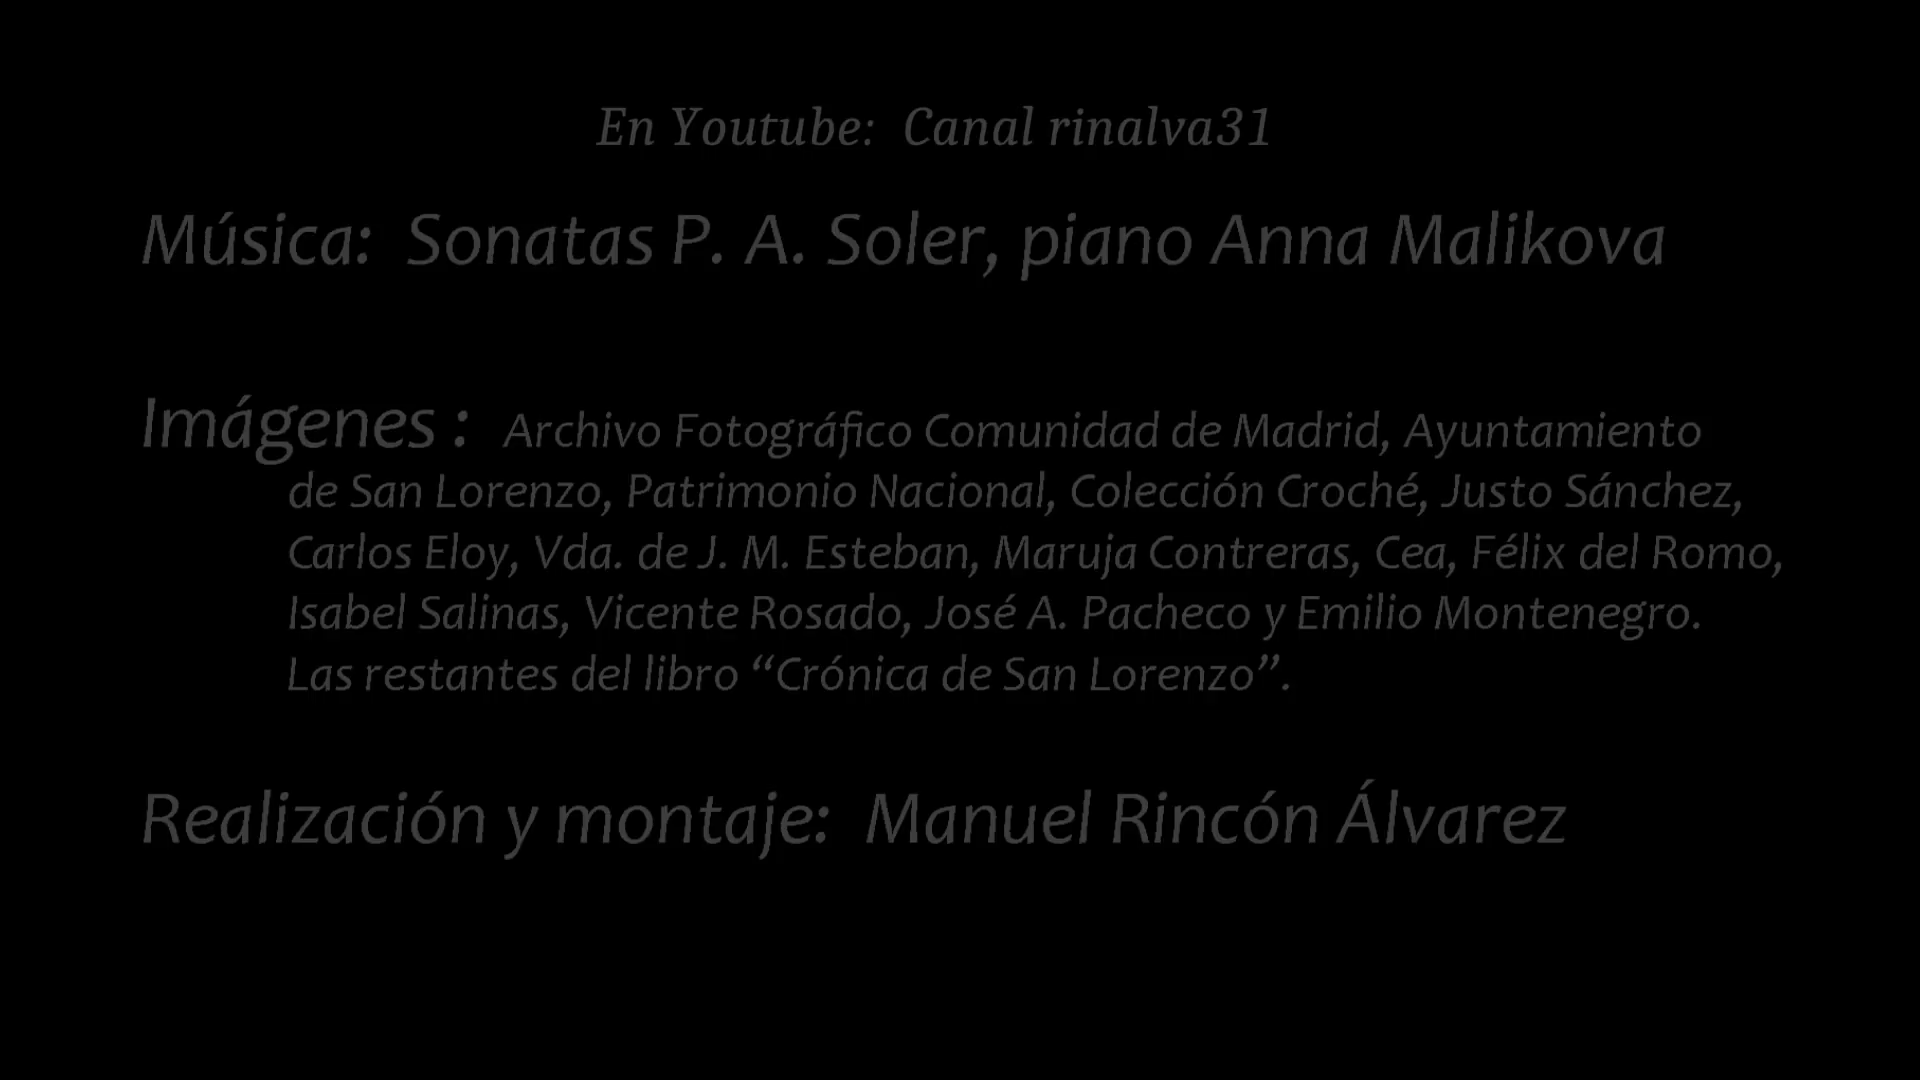 En Youtube: Canal rinalva31
Música: Sonatas P. A. Soler, piano Anna Malikova
Imágenes : Archivo Fotográfico Comunidad de Madrid, Ayuntamiento
de San Lorenzo, Patrimonio Nacional, Colección Croché, Justo Sánchez,
Carlos Eloy, Vda. de J. M. Esteban, Maruja Contreras, Cea, Félix del Romo,
Isabel Salinas, Vicente Rosado, José A. Pacheco y Emilio Montenegro.
Las restantes del libro “Crónica de San Lorenzo”.
Realización y montaje: Manuel Rincón Álvarez